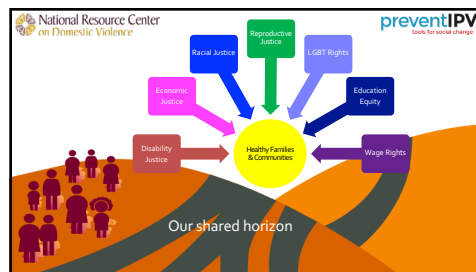 National Resource Center
on Domestic Violence
preventIPV
tools for social change
Reproductive
Justice
Racial Justice
LGBT Rights
Economic
Justice
Education
Equity
Disability
Justice
Healthy Families
& Communities
Wage Rights
Our shared horizon